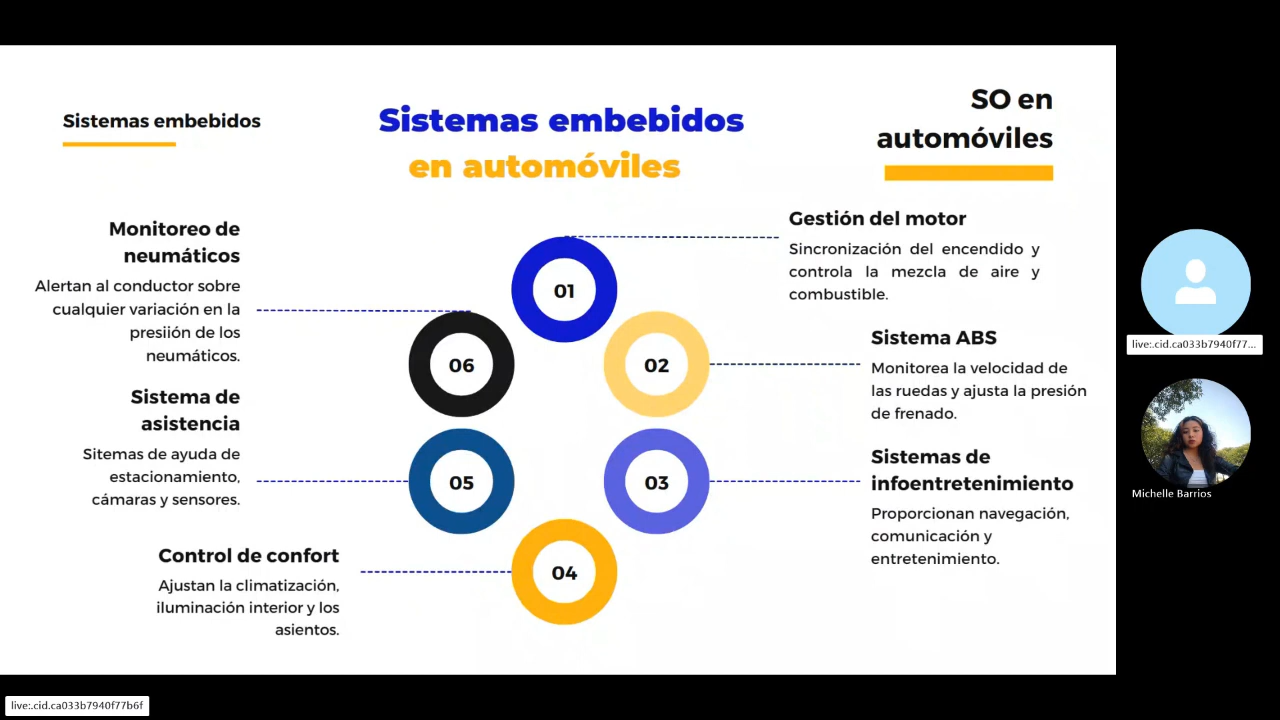 Sistemas embebidos
Sistemas embebidos
en automóviles
SO en
automóviles
Gestión del motor
Sincronización del encendido y
controla la mezcla de aire y
combustible.
Sistema ABS
Monitorea la velocidad de
las ruedas y ajusta la presión
de frenado.
Sistemas de
infoentretenimiento
Proporcionan navegación,
comunicación y
entretenimiento.
Monitoreo de
neumáticos
Alertan al conductor sobre
cualquier variación en la
presiión de los
neumáticos.
Sistema de
asistencia
Sitemas de ayuda de
estacionamiento,
cámaras y sensores.
Control de confort
Ajustan la climatización,
iluminación interior y los
asientos.
01
02
03
04
05
06
live:.cid.ca033b7940f77...
Michelle Barrios
live:.cid.ca033b7940f77b6f